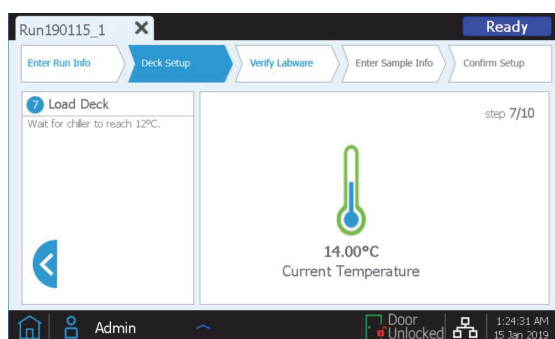 Run190115_1
Ready
Enter Run Info
Deck Setup
Verify Labware
Enter Sample Info
Confirm Setup
7 Load Deck
Wait for chiller to reach 12ºC.
step 7/10
14.00°C
Current Temperature
Admin
Door
Unlocked
1:24:31 AM
15 Jan 2019